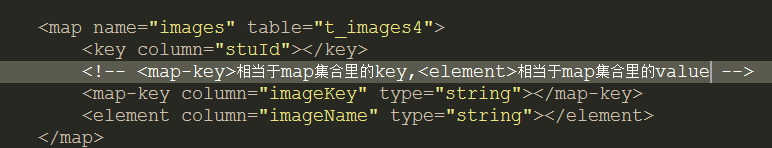 <map name="images" table="t_images4">
<key column="stuId"></key>
<!-- <map-key>相当于map集合里的key,<element>相当于map集合里的value -->
<map-key column="imageKey" type="string"></map-key>
<element column="imageName" type="string"></element>
</map>